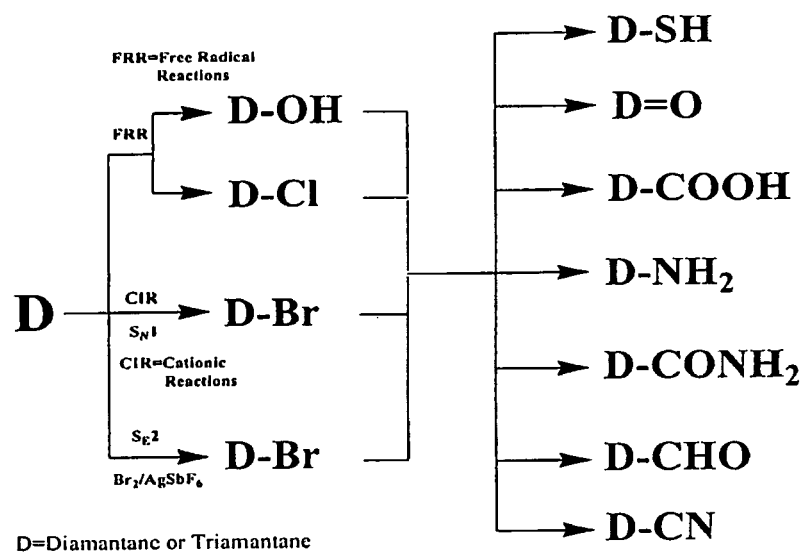 FRR=Free Radical
Reactions
D-OH
FRR
D-Cl
D
CIR
D-Br
SN1
CIR=Cationic
Reactions
SE2
D-Br
Br2/AgSbF6
D=Diamantane or Triamantane
D-SH
D=O
D-COOH
D-NH2
D-CONH2
D-CHO
D-CN